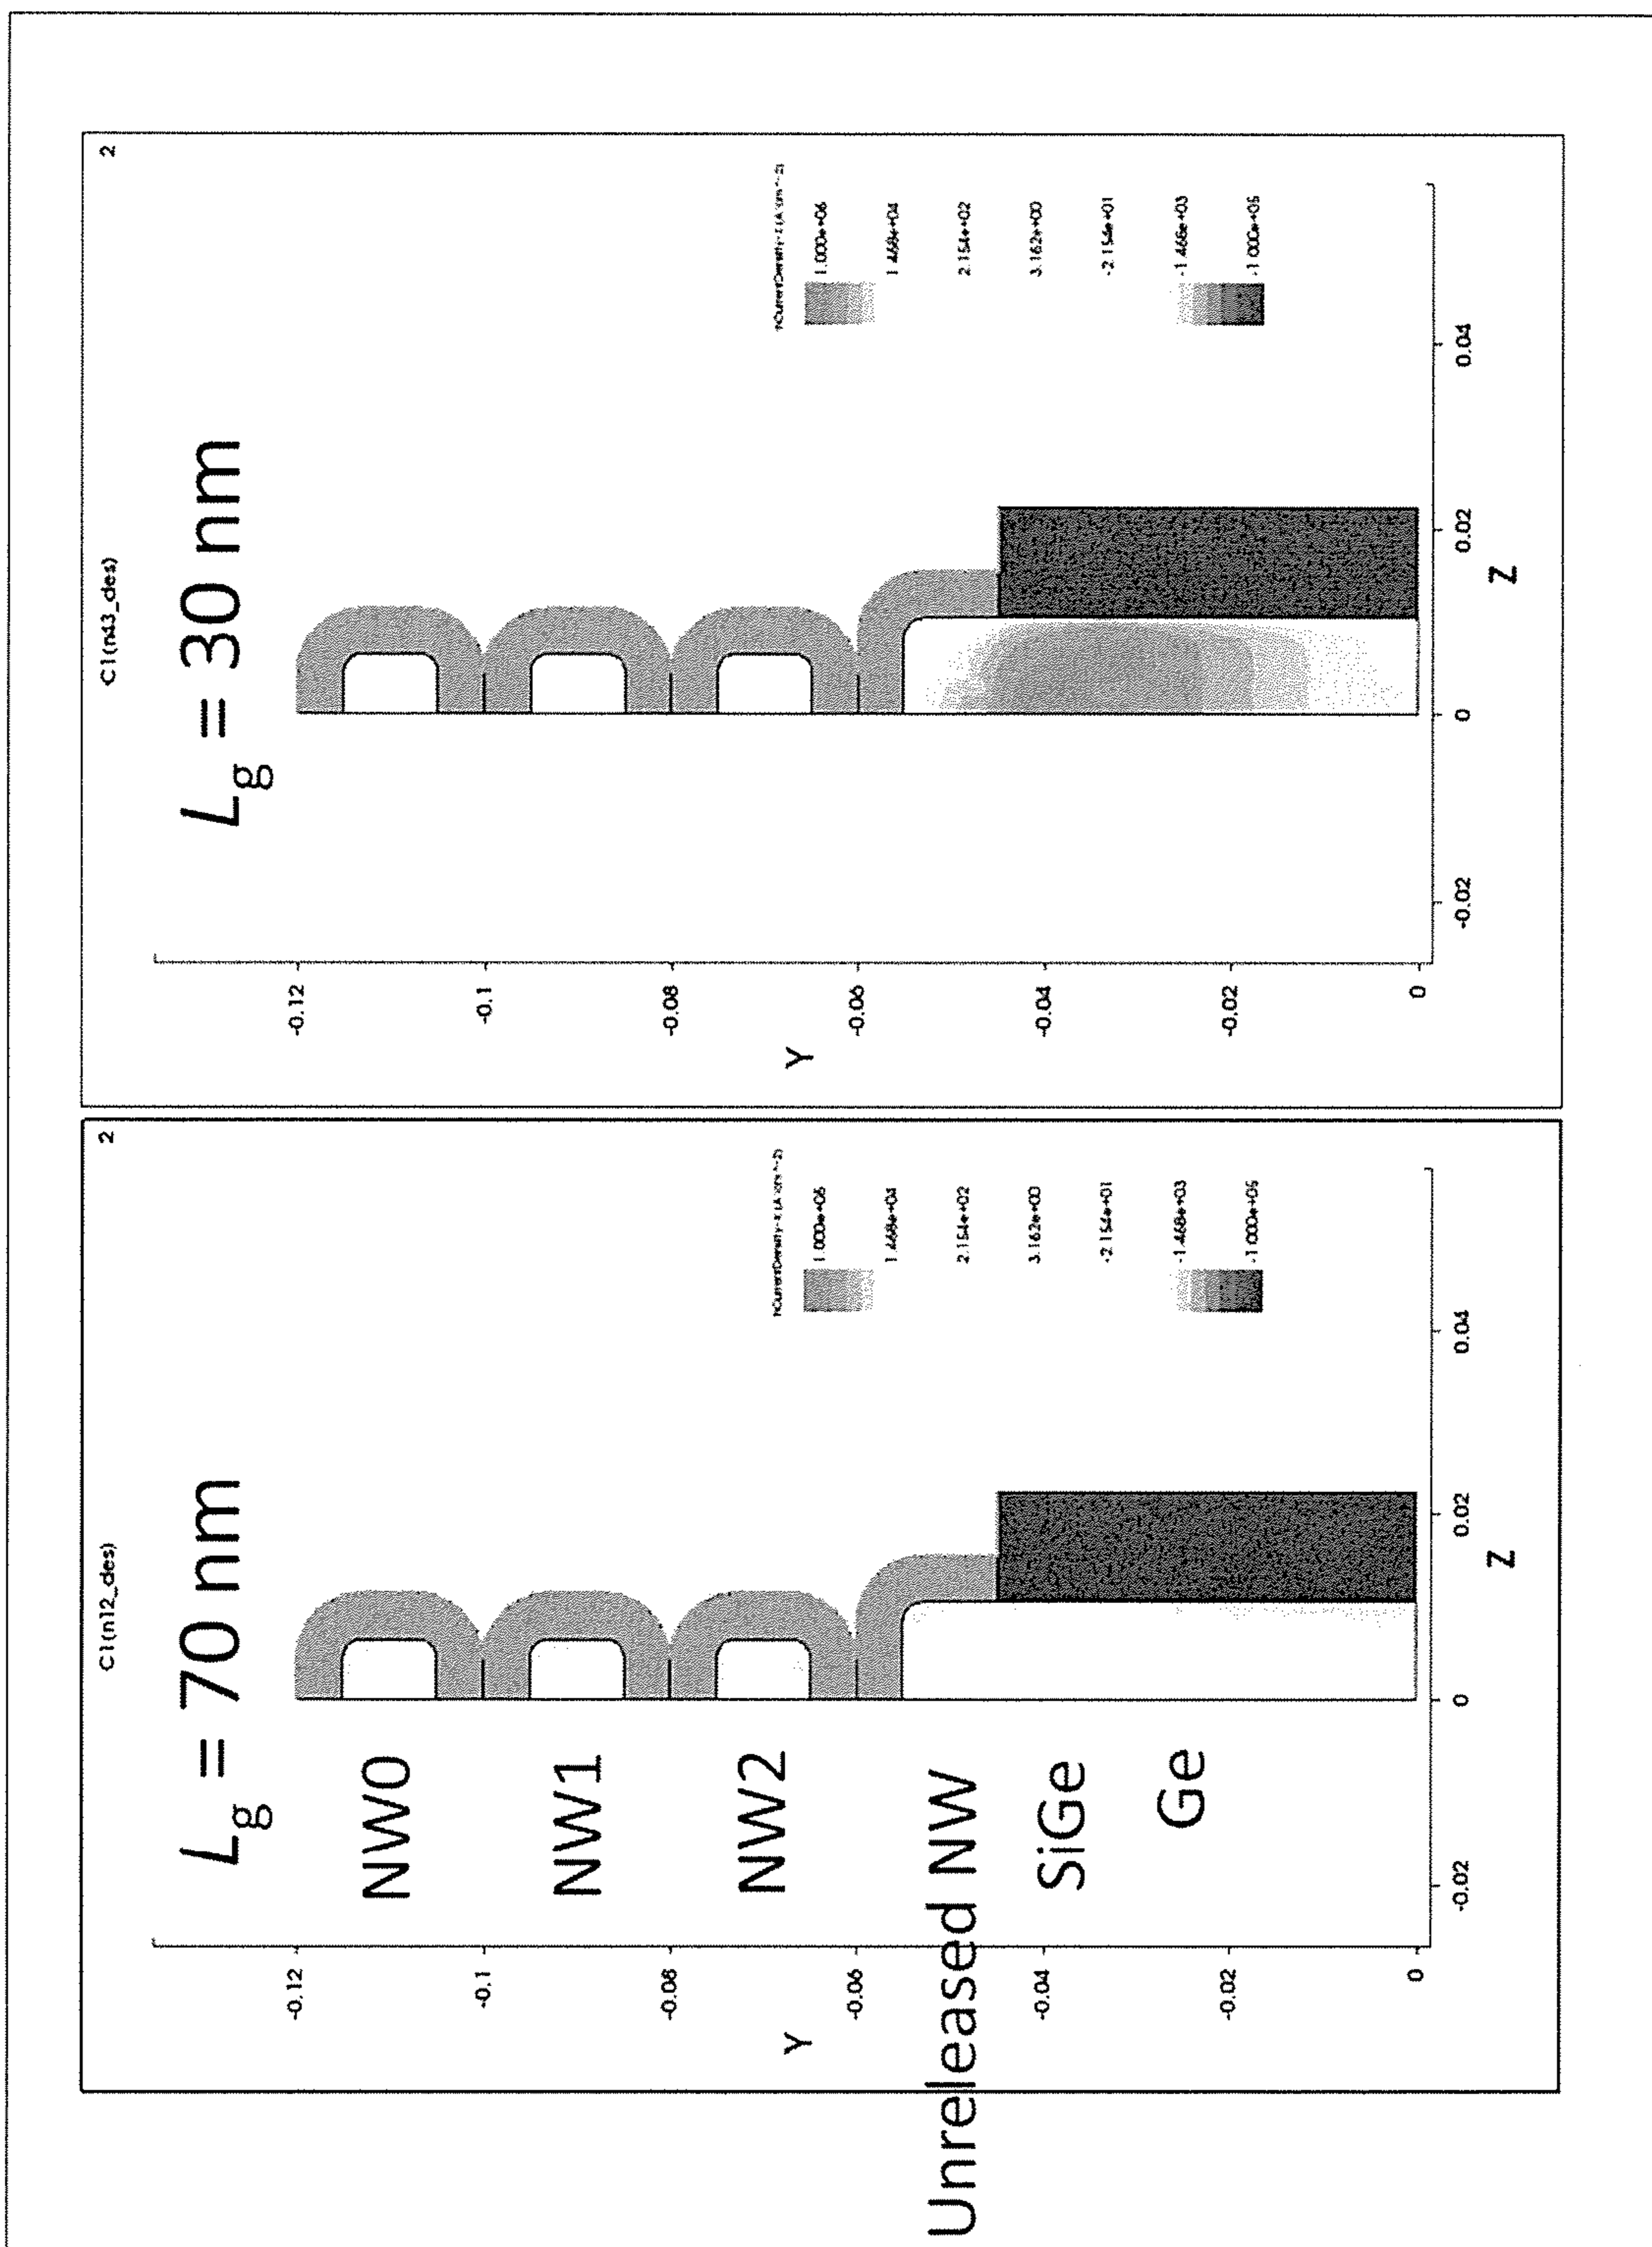 C1(n12_des)
2
Lg = 70 nm
NW0
NW1
NW2
Unreleased NW
SiGe
Ge
1.000e+06
1.468e+04
2.154e+02
3.162e+00
-2.154e+01
-1.468e+03
-1.000e+05
Y
-0.12
-0.1
-0.08
-0.06
-0.04
-0.02
0
-0.02
0
0.02
0.04
Z
2
Lg = 30 nm
1.000e+06
1.468e+04
2.154e+02
3.162e+00
-2.154e+01
-1.468e+03
-1.000e+05
Y
-0.12
-0.1
-0.08
-0.06
-0.04
-0.02
0
-0.02
0
0.02
0.04
Z